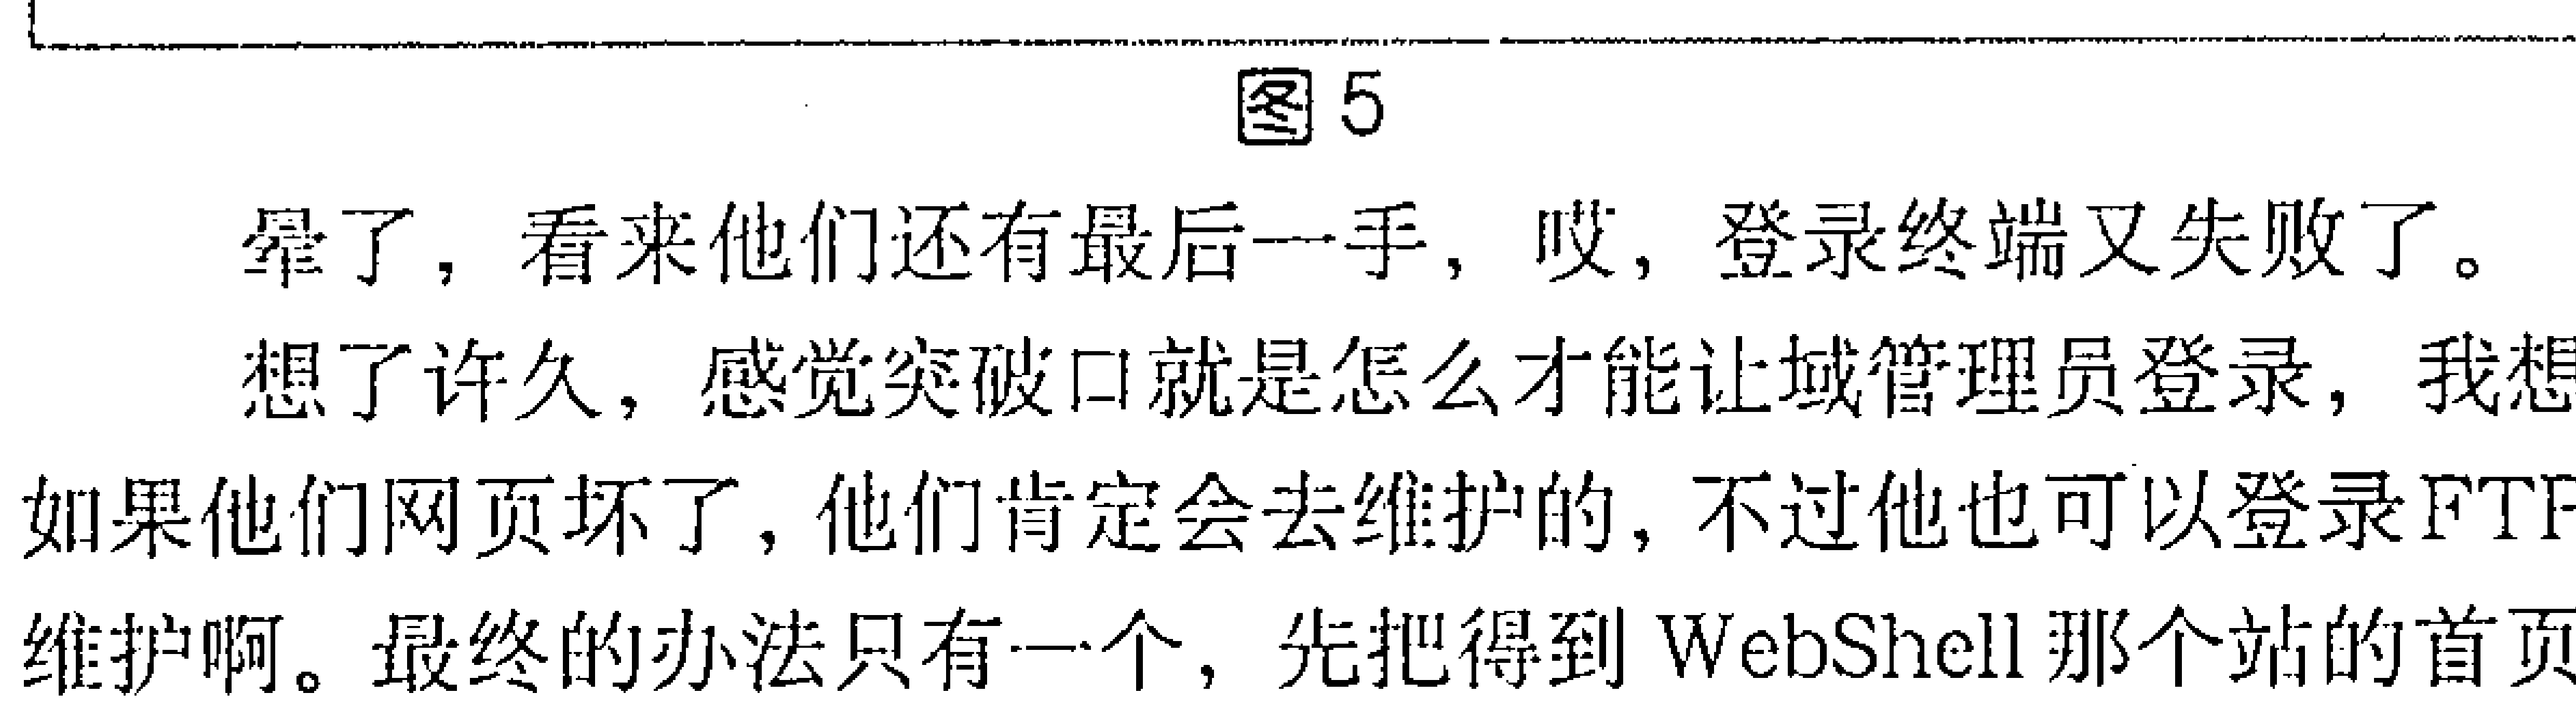 图 5
晕了，看来他们还有最后一手，哎，登录终端又失败了。
想了许久，感觉突破口就是怎么才能让域管理员登录，我想
如果他们网页坏了，他们肯定会去维护的，不过他也可以登录FTP
维护啊。最终的办法只有一个，先把得到 WebShell 那个站的首页